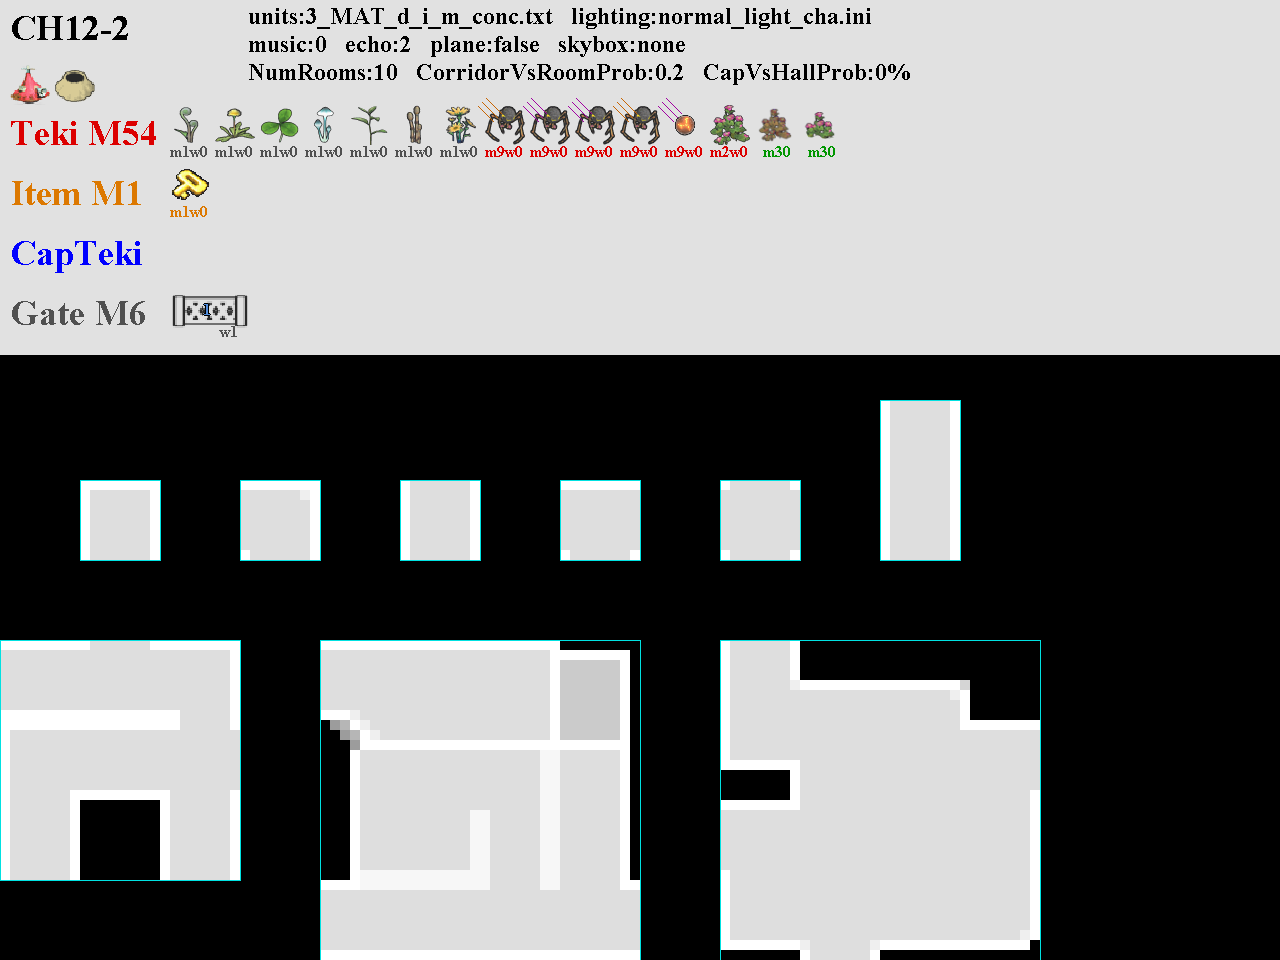 CH12-2
units:3_MAT_d_i_m_conc.txt lighting:normal_light_cha.ini
music:0 echo:2 plane:false skybox:none
NumRooms:10 CorridorVsRoomProb:0.2 CapVsHallProb:0%
Teki M54
m1w0 m1w0 m1w0 m1w0 m1w0 m1w0 m1w0 m9w0 m9w0 m9w0 m9w0 m9w0 m2w0 m30 m30
Item M1
m1w0
CapTeki
Gate M6
w1